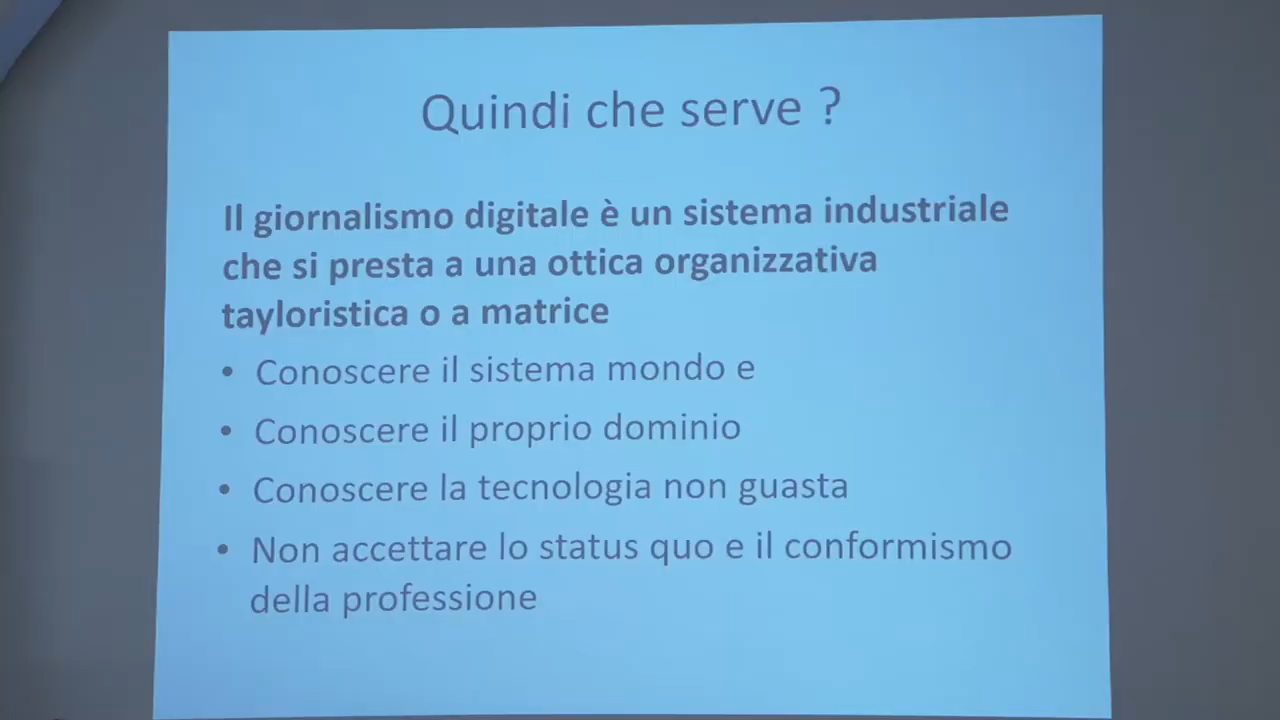 Quindi che serve ?
Il giornalismo digitale è un sistema industriale
che si presta a una ottica organizzativa
tayloristica o a matrice
• Conoscere il sistema mondo e
• Conoscere il proprio dominio
• Conoscere la tecnologia non guasta
• Non accettare lo status quo e il conformismo
della professione